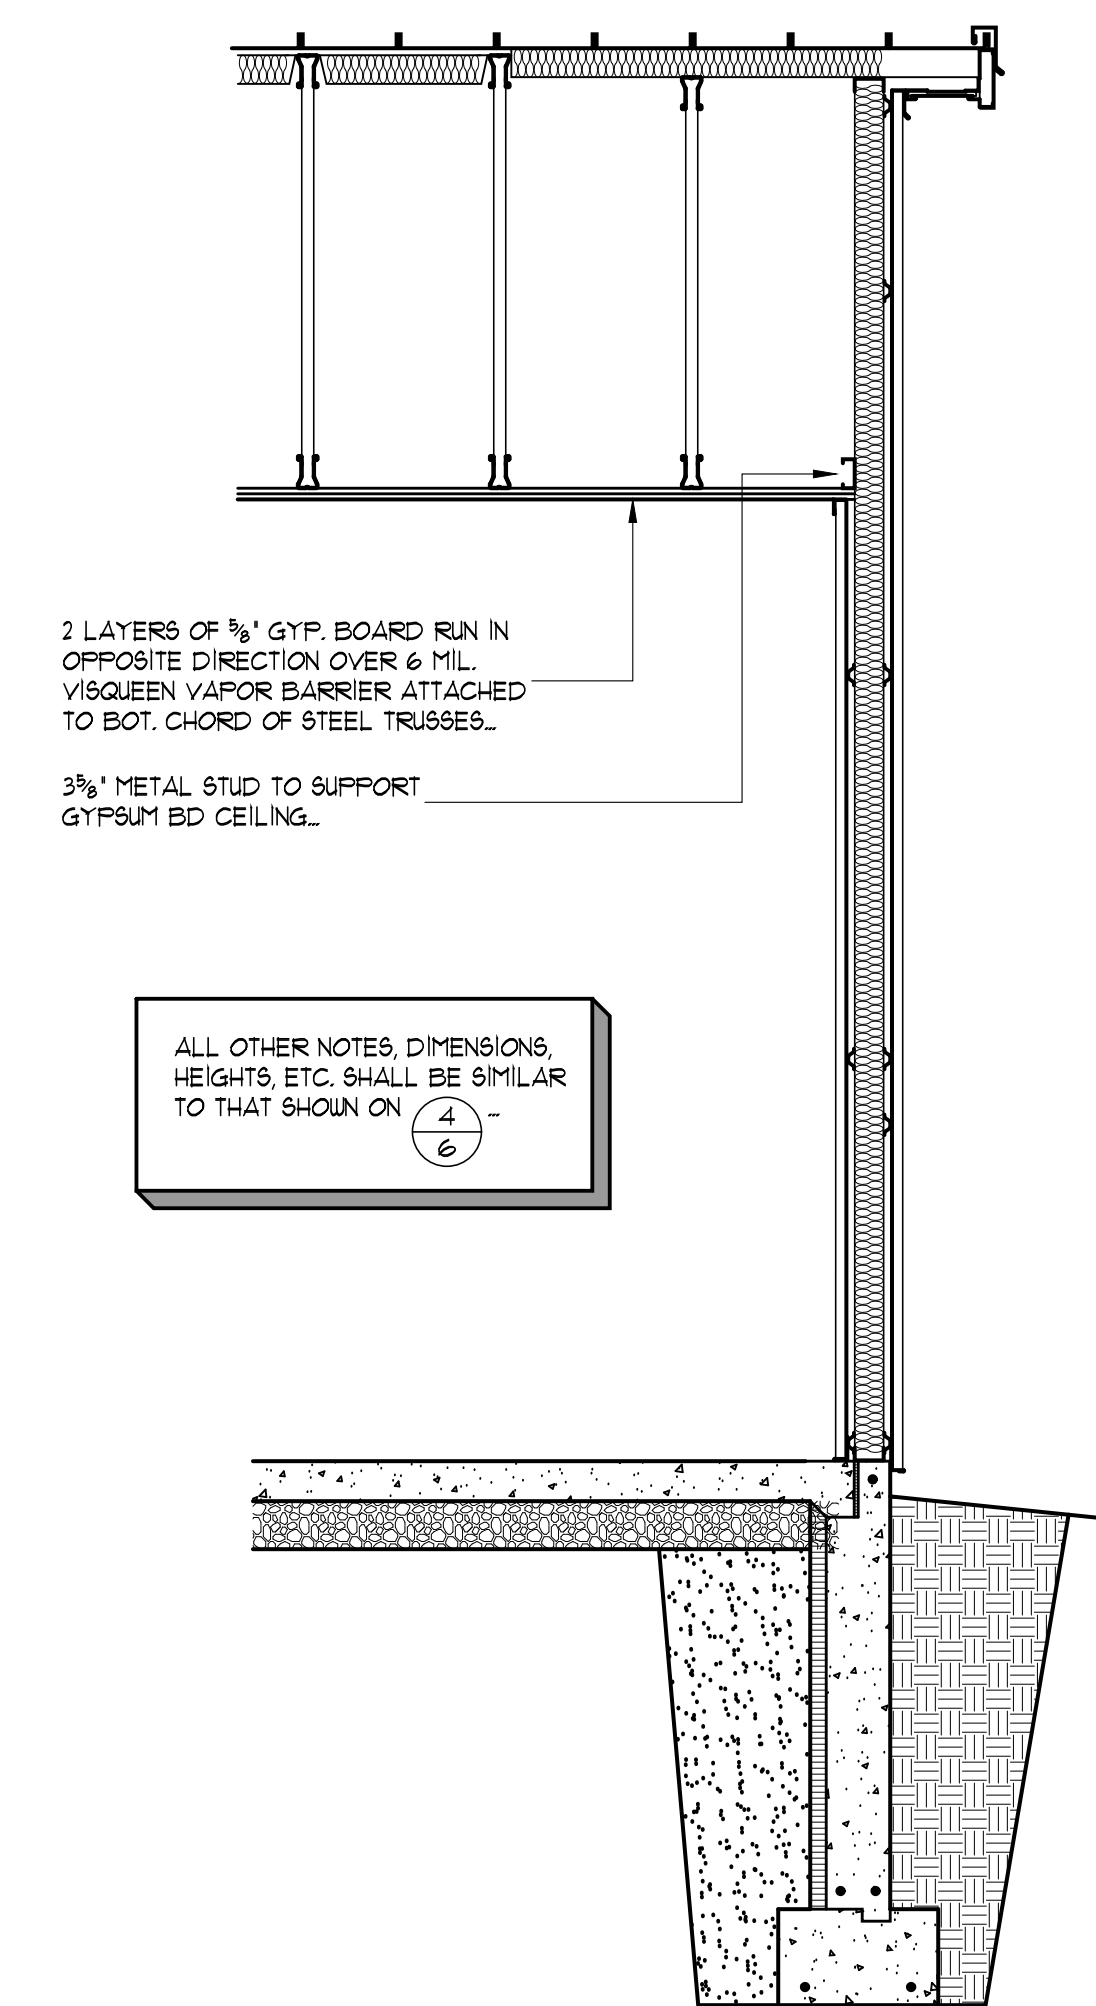 2 LAYERS OF 5/8" GYP. BOARD RUN IN
OPPOSITE DIRECTION OVER 6 MIL.
VISQUEEN VAPOR BARRIER ATTACHED
TO BOT. CHORD OF STEEL TRUSSES...
3 5/8" METAL STUD TO SUPPORT
GYPSUM BD CEILING...
ALL OTHER NOTES, DIMENSIONS,
HEIGHTS, ETC. SHALL BE SIMILAR
TO THAT SHOWN ON 4 ...
6